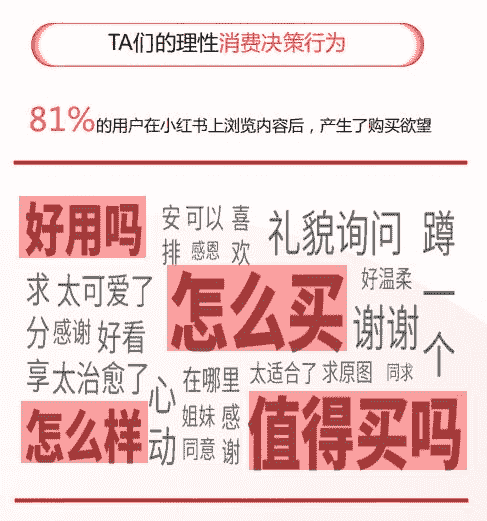 TA们的理性消费决策行为
81%的用户在小红书上浏览内容后，产生了购买欲望
好用吗
安排
可以
感恩
喜欢
礼貌询问
蹲一个
求分享
太可爱了
感谢
好看
太治愈了
怎么买
好温柔
谢谢
心动
在哪里
姐妹
同意
感谢
太适合了
求原图
同求
怎么样
值得买吗